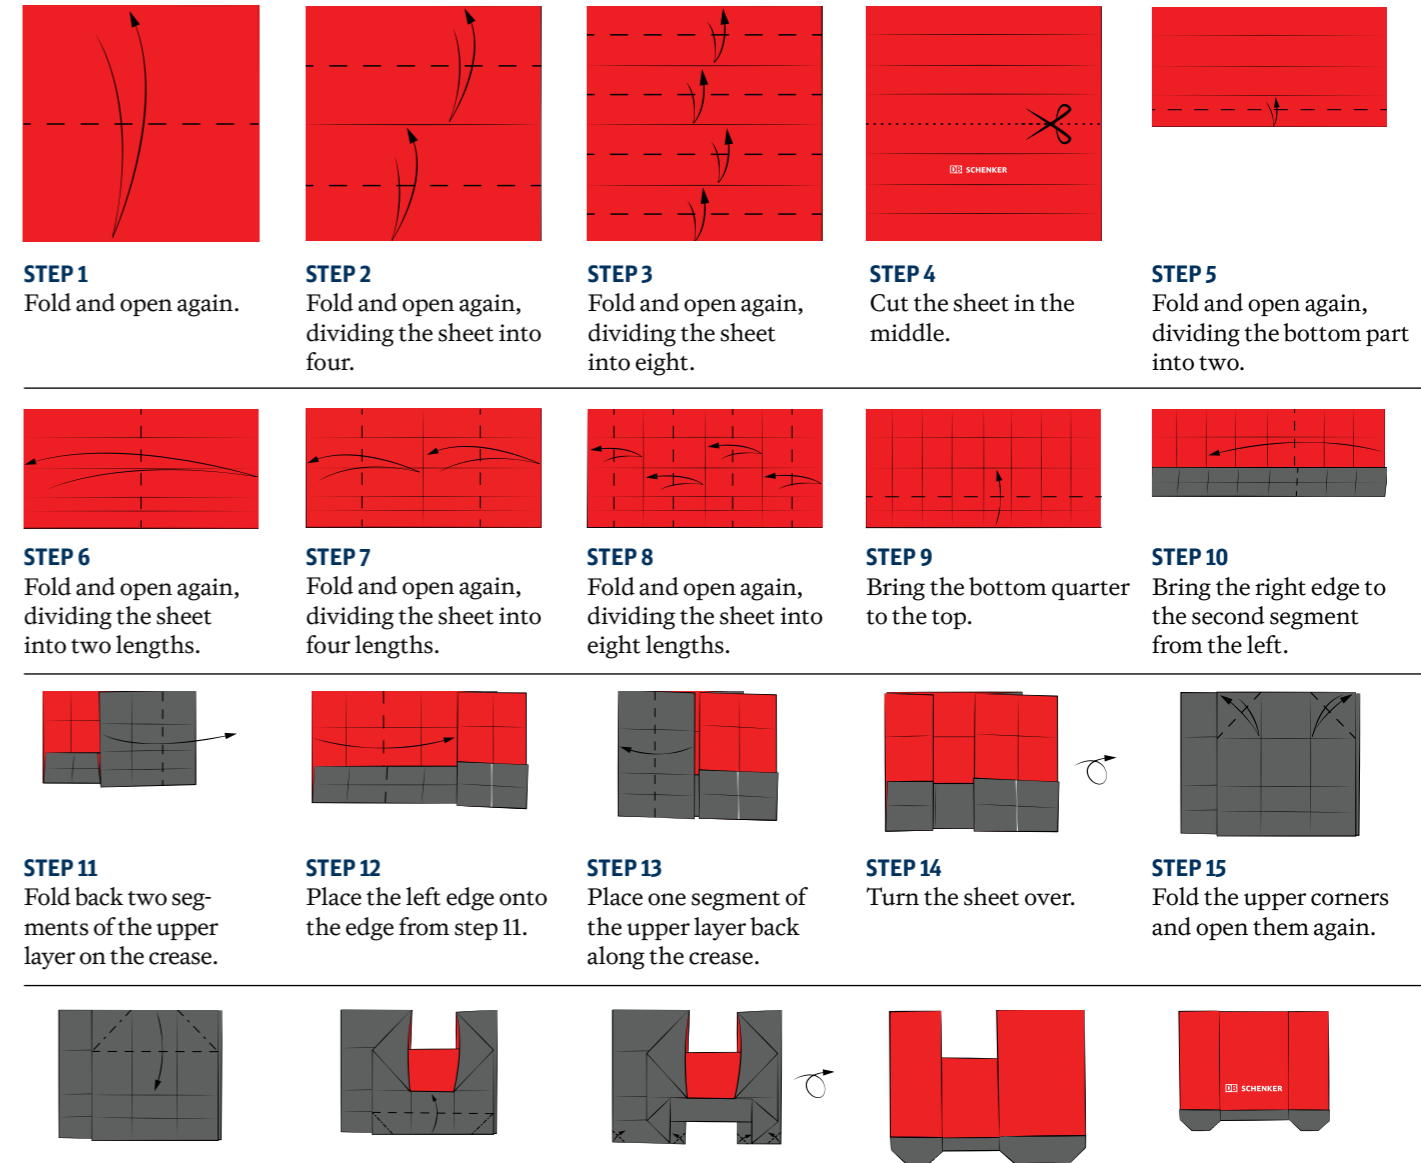 DB SCHENKER
STEP 1
Fold and open again.
STEP 2
Fold and open again,
dividing the sheet into
four.
STEP 3
Fold and open again,
dividing the sheet
into eight.
STEP 4
Cut the sheet in the
middle.
STEP 5
Fold and open again,
dividing the bottom part
into two.
STEP 6
Fold and open again,
dividing the sheet
into two lengths.
STEP 7
Fold and open again,
dividing the sheet into
four lengths.
STEP 8
Fold and open again,
dividing the sheet into
eight lengths.
STEP 9
Bring the bottom quarter
to the top.
STEP 10
Bring the right edge to
the second segment
from the left.
STEP 11
Fold back two seg-
ments of the upper
layer on the crease.
STEP 12
Place the left edge onto
the edge from step 11.
STEP 13
Place one segment of
the upper layer back
along the crease.
STEP 14
Turn the sheet over.
STEP 15
Fold the upper corners
and open them again.
DB SCHENKER